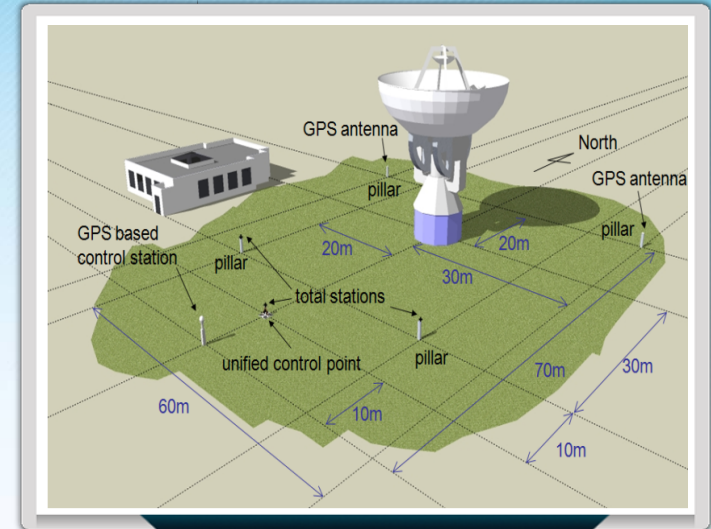 GPS antenna
North
pillar
GPS antenna
GPS based
control station
pillar
20m
20m
pillar
30m
total stations
unified control point
pillar
70m
30m
60m
10m
10m